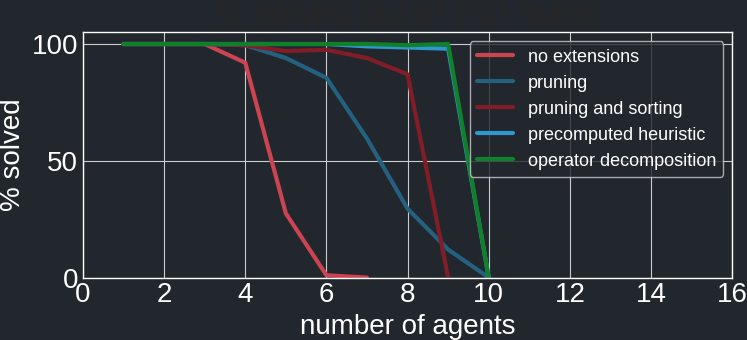 100
50
0
% solved
no extensions
pruning
pruning and sorting
precomputed heuristic
operator decomposition
0 2 4 6 8 10 12 14 16
number of agents